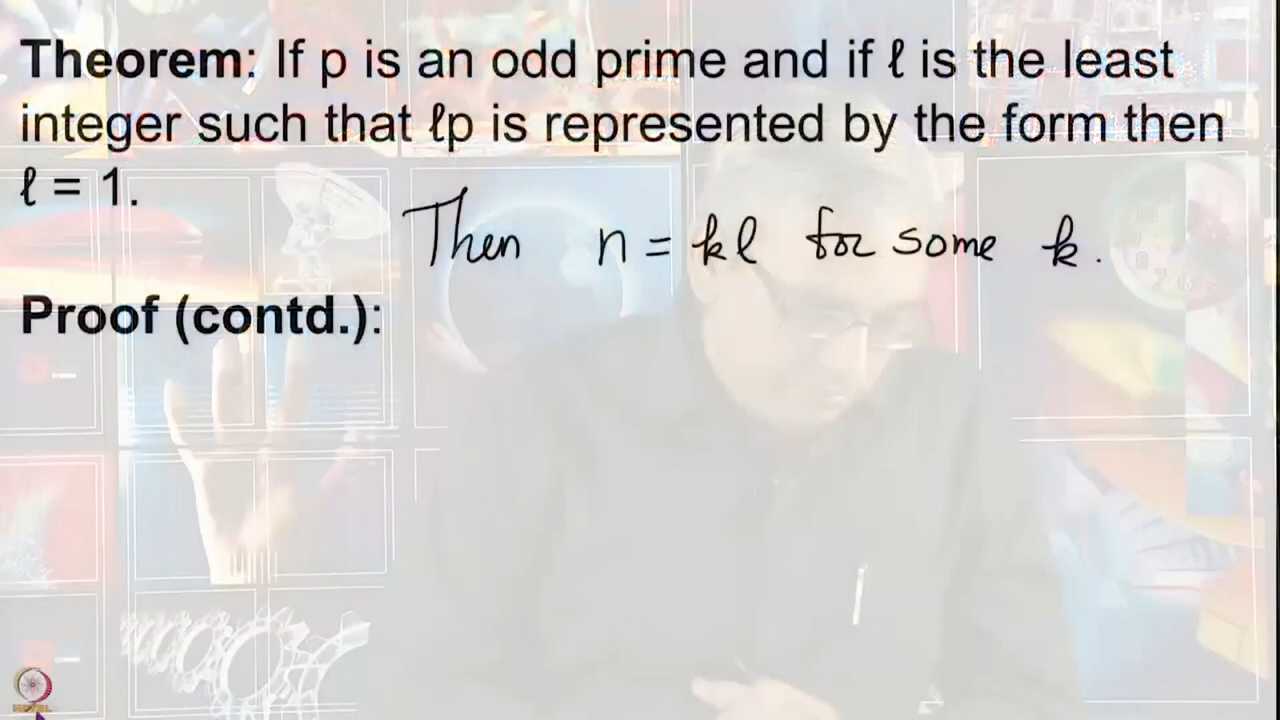 Theorem: If p is an odd prime and if ℓ is the least
integer such that ℓp is represented by the form then
ℓ = 1.
Then n = kl for some k.
Proof (contd.):
NPTEL